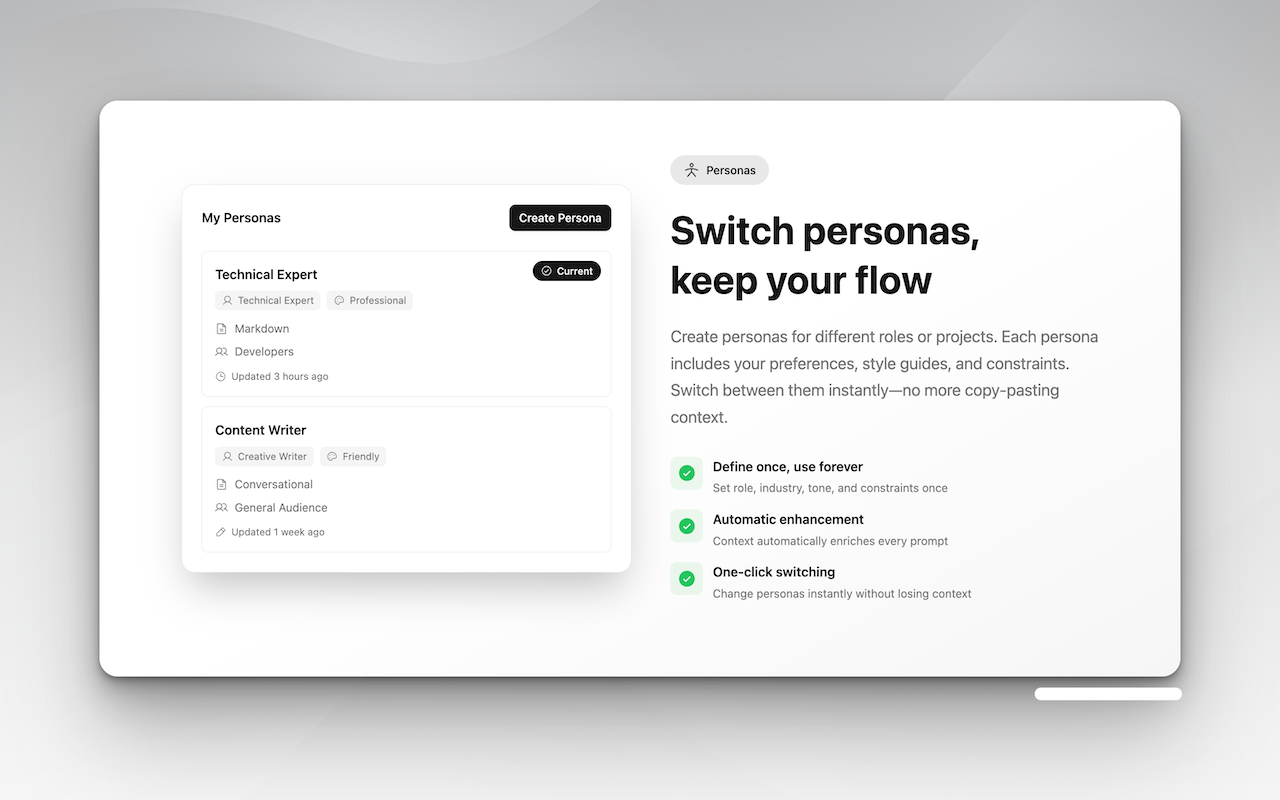 My Personas
Create Persona
Technical Expert
Current
Technical Expert
Professional
Markdown
Developers
Updated 3 hours ago
Content Writer
Creative Writer
Friendly
Conversational
General Audience
Updated 1 week ago
Personas
Switch personas,
keep your flow
Create personas for different roles or projects. Each persona
includes your preferences, style guides, and constraints.
Switch between them instantly—no more copy-pasting
context.
Define once, use forever
Set role, industry, tone, and constraints once
Automatic enhancement
Context automatically enriches every prompt
One-click switching
Change personas instantly without losing context